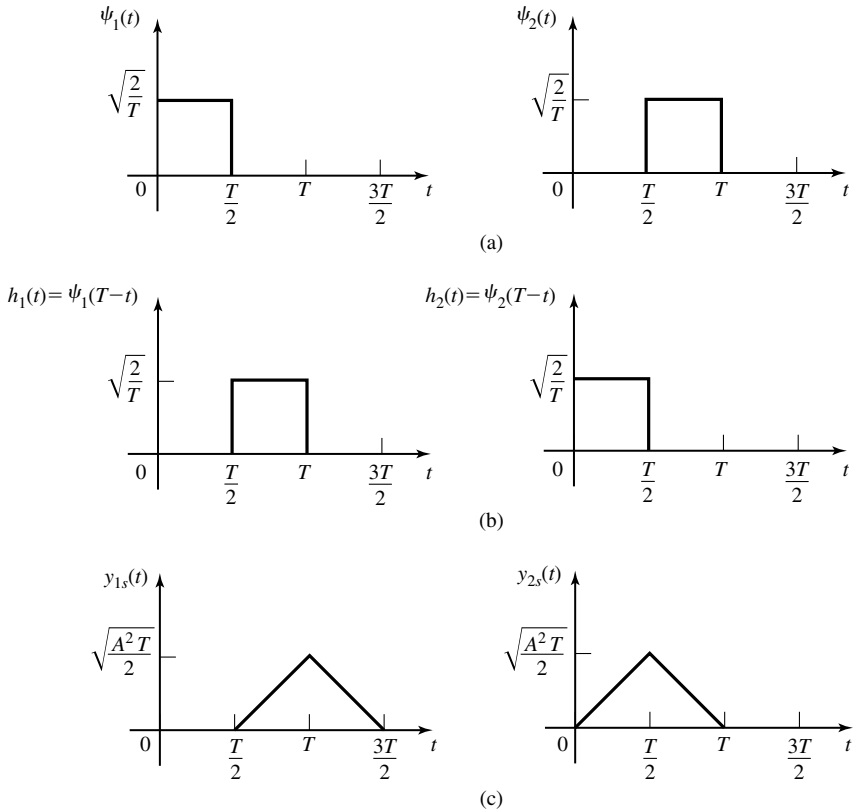 ψ₁(t) ψ₂(t)
√(2/T) √(2/T)
0 T/2 T 3T/2 t 0 T/2 T 3T/2 t
(a)
h₁(t) = ψ₁(T−t) h₂(t) = ψ₂(T−t)
√(2/T) √(2/T)
0 T/2 T 3T/2 t 0 T/2 T 3T/2 t
(b)
y₁ₛ(t) y₂ₛ(t)
√(A² T/2) √(A² T/2)
0 T/2 T 3T/2 t 0 T/2 T 3T/2 t
(c)